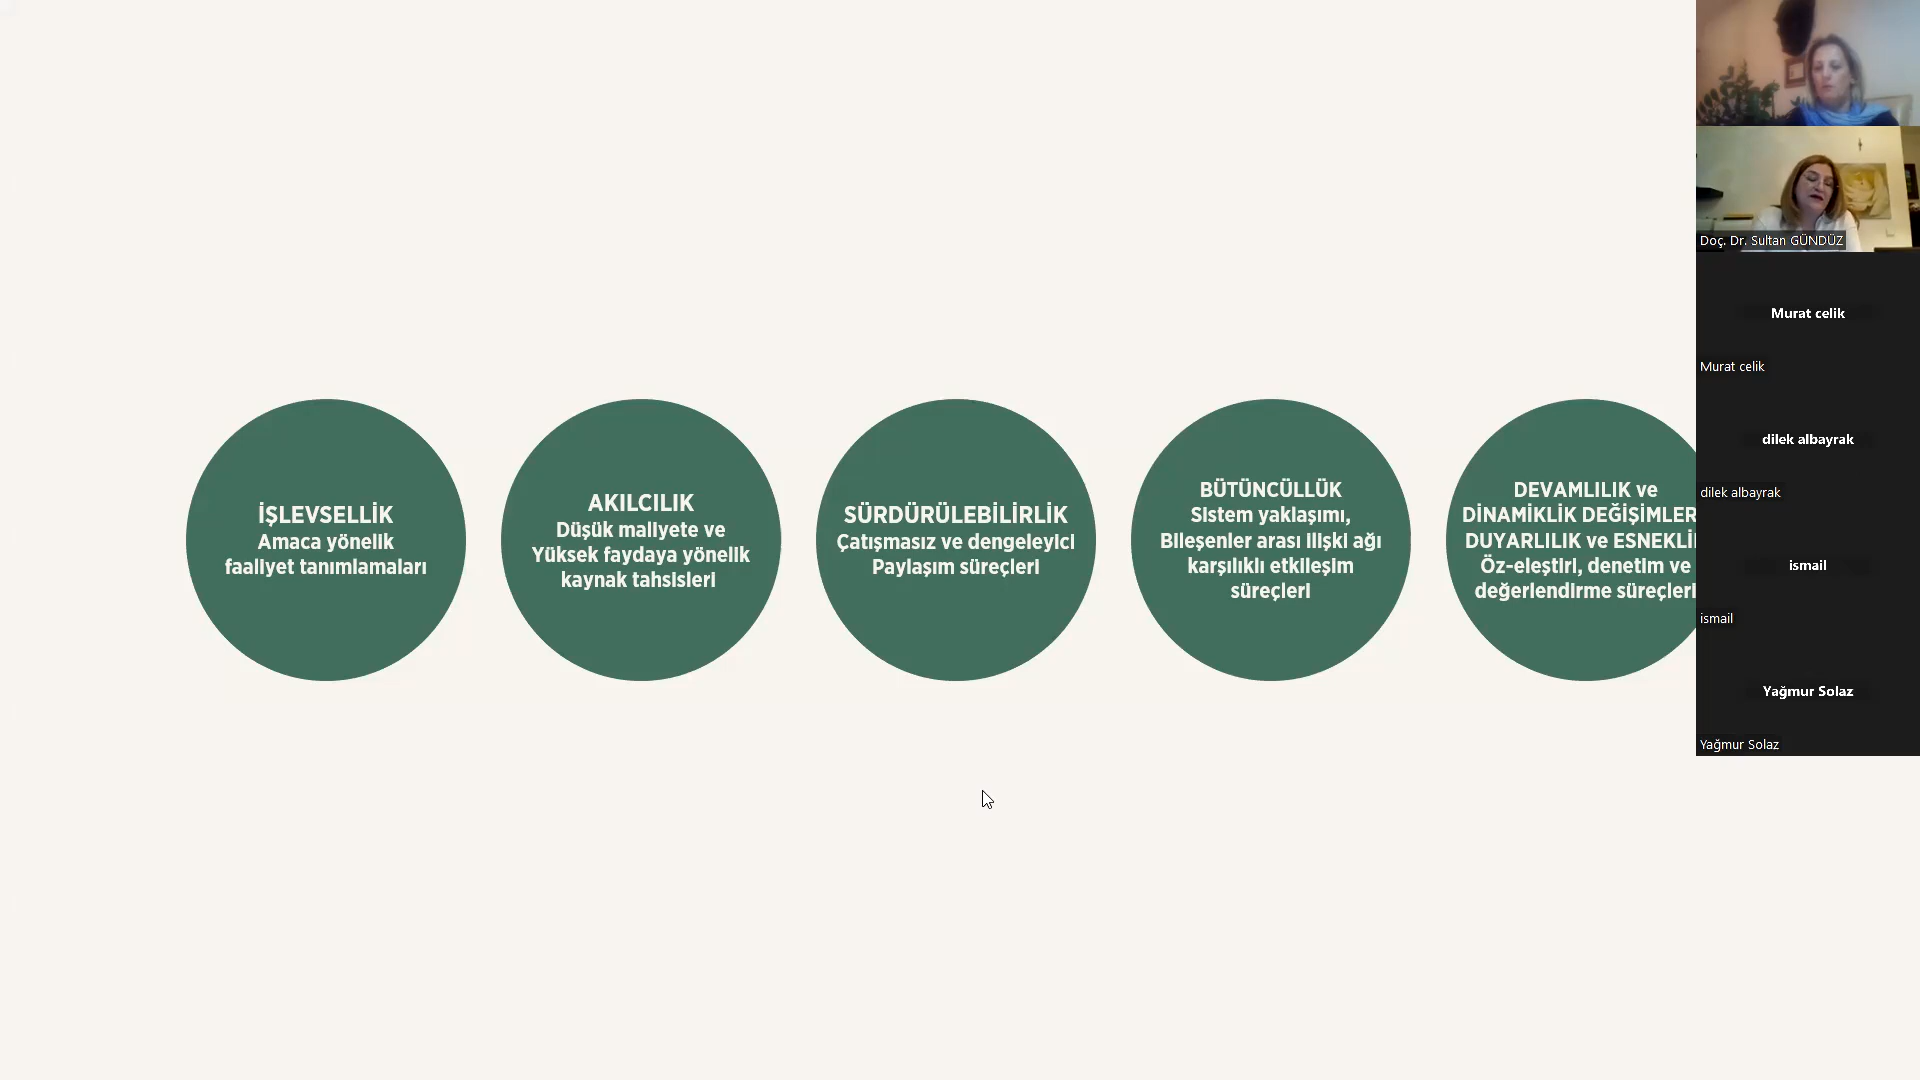 İŞLEVSELLİK
Amaca yönelik
faaliyet tanımlamaları
AKILCILIK
Düşük maliyete ve
Yüksek faydaya yönelik
kaynak tahsisleri
SÜRDÜRÜLEBİLİRLİK
Çatışmasız ve dengeleyici
Paylaşım süreçleri
BÜTÜNCÜLLÜK
Sistem yaklaşımı,
Bileşenler arası ilişki ağı
karşılıklı etkileşim
süreçleri
DEVAMLILIK ve
DİNAMİKLİK DEĞİŞİMLER
DUYARLILIK ve
Öz-eleştiri, denetim ve
değerlendirme süreçleri
Doç. Dr. Sultan GÜNDÜZ
Murat celik
Murat celik
dilek albayrak
dilek albayrak
ismail
ismail
Yağmur Solaz
Yağmur Solaz